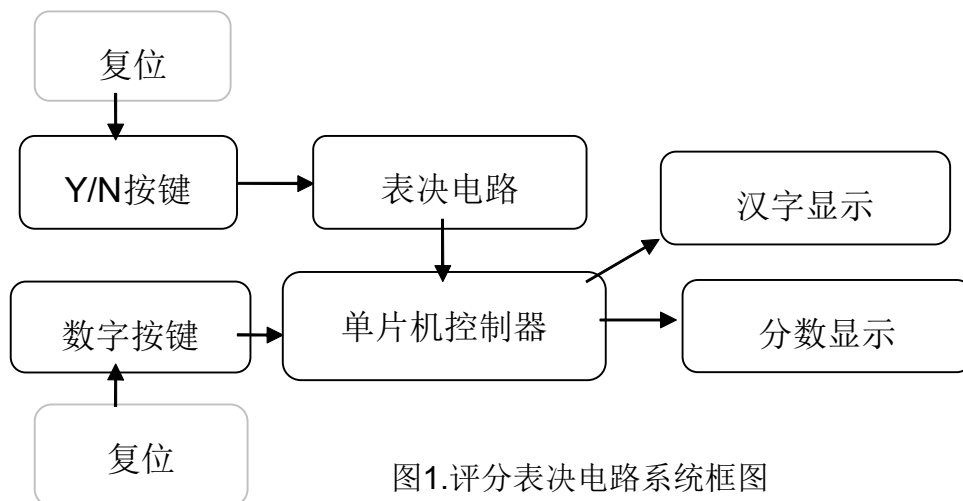 复位
Y/N按键
表决电路
汉字显示
数字按键
单片机控制器
分数显示
复位
图1.评分表决电路系统框图